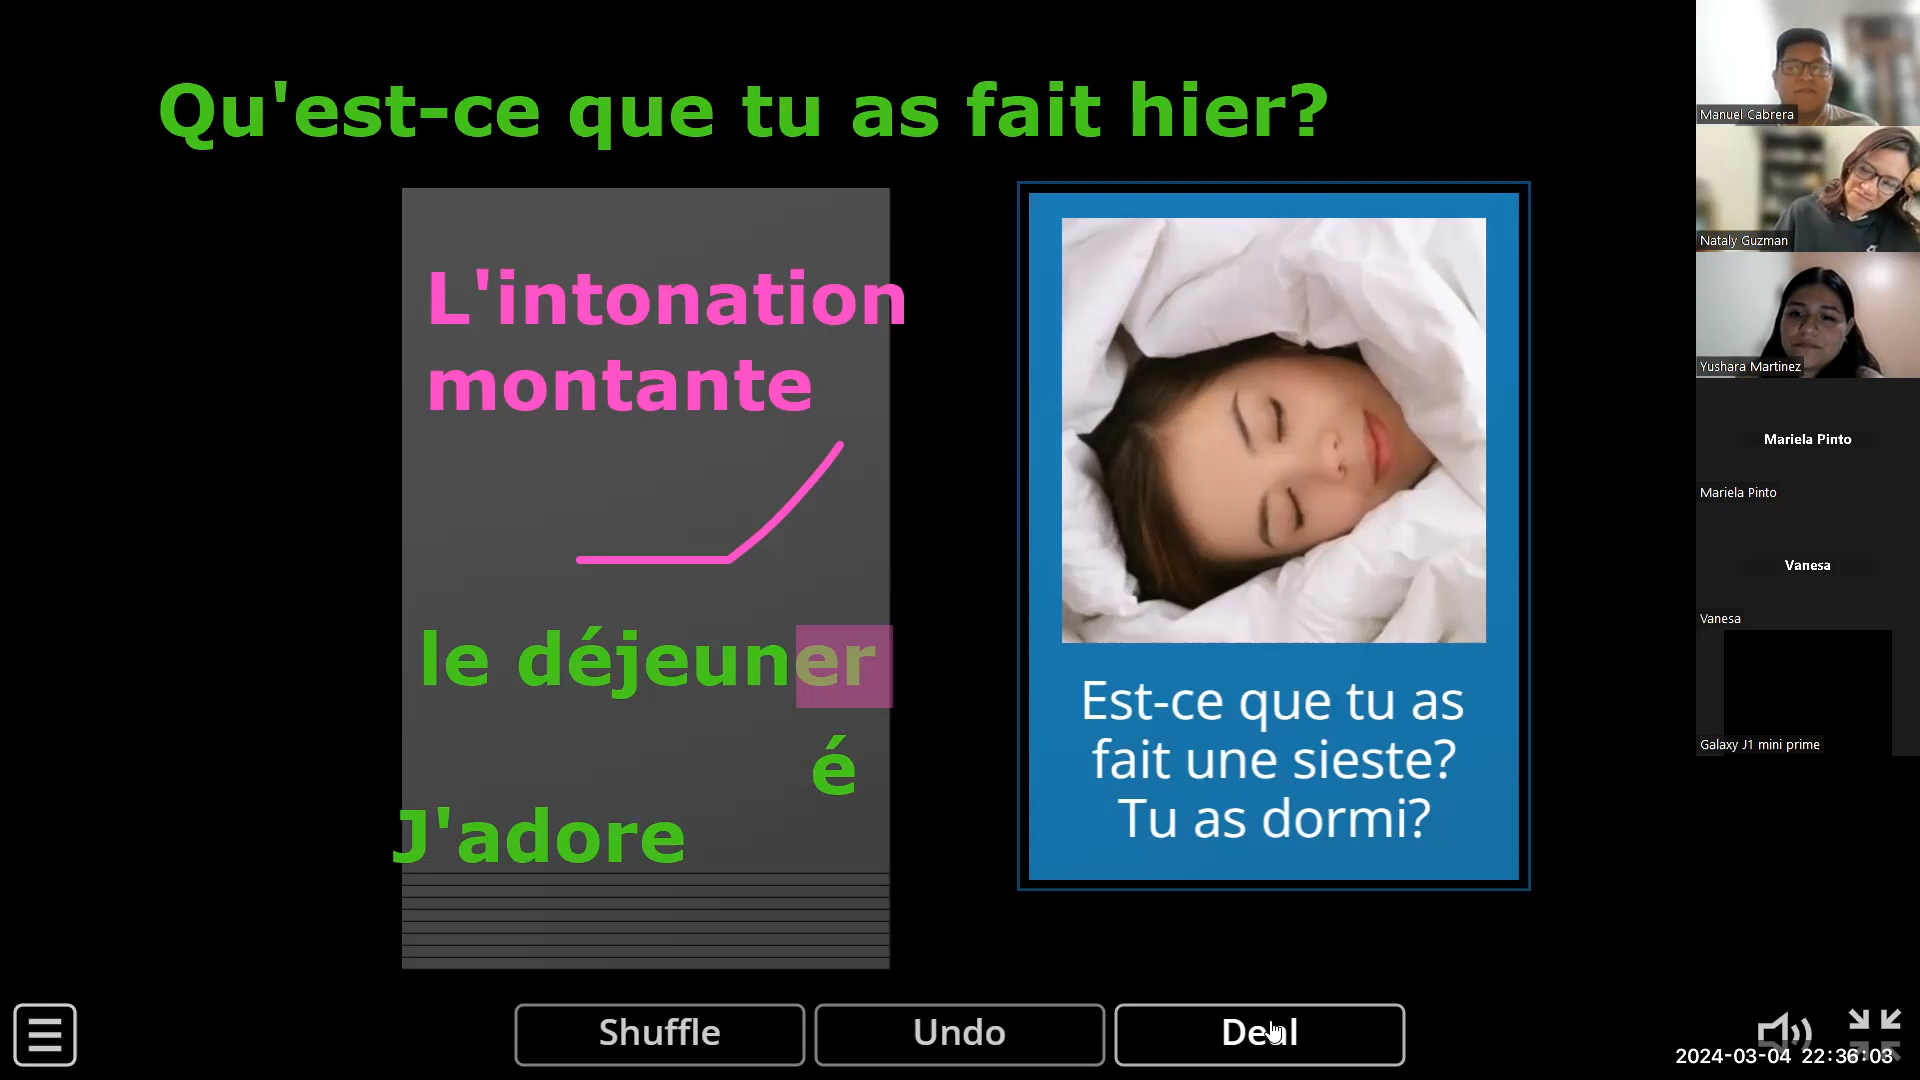 Qu'est-ce que tu as fait hier?
L'intonation
montante
le déjeuner
é
J'adore
Est-ce que tu as
fait une sieste?
Tu as dormi?
Shuffle
Undo
Deal
Manuel Cabrera
Nataly Guzman
Yushara Martinez
Mariela Pinto
Mariela Pinto
Vanesa
Vanesa
Galaxy J1 mini prime
2024-03-04 22:36:03